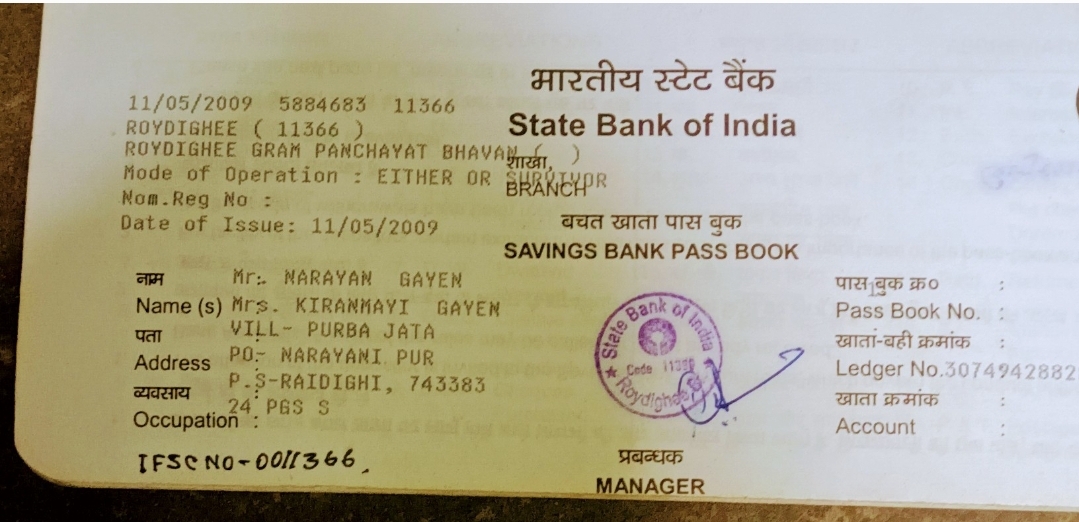 भारतीय स्टेट बैंक
State Bank of India
11/05/2009 5884683 11366
ROYDIGHEE ( 11366 )
ROYDIGHEE GRAM PANCHAYAT BHAVAN ( )
शाखा,
Mode of Operation : EITHER OR SURVIVOR
BRANCH
Nom.Reg No :
Date of Issue: 11/05/2009
बचत खाता पास बुक
SAVINGS BANK PASS BOOK
नाम Mr. NARAYAN GAYEN
Name (s) Mrs. KIRANMAYI GAYEN
पता VILL- PURBA JATA
Address PO:- NARAYANI PUR
व्यवसाय P.S-RAIDIGHI, 743383
24 PGS S
Occupation :
IFSC NO-0011366.
State Bank of India
Code 11366
Roydighee
प्रबन्धक
MANAGER
पास बुक क्र० : 1
Pass Book No. :
खाता-बही क्रमांक :
Ledger No.3074942882
खाता क्रमांक :
Account :